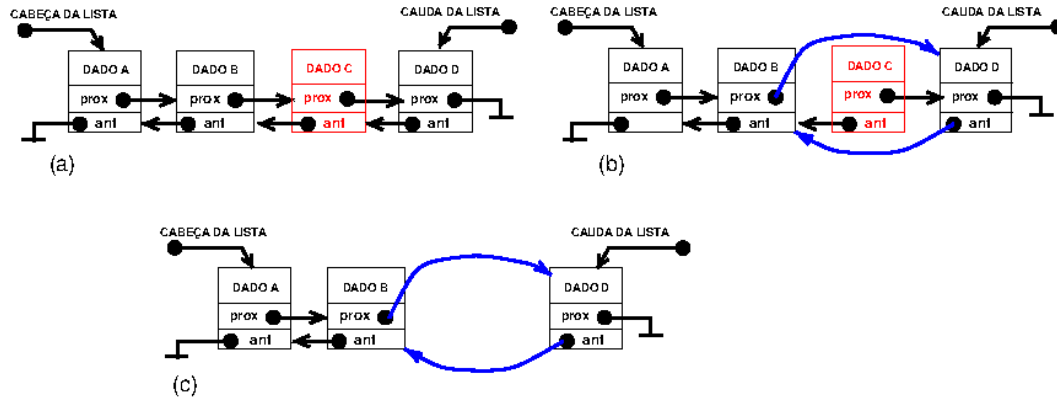 CABEÇA DA LISTA CAUDA DA LISTA
DADO A DADO B DADO C DADO D
prox prox prox prox
ant ant ant ant
(a)
CABEÇA DA LISTA CAUDA DA LISTA
DADO A DADO B DADO C DADO D
prox prox prox prox
ant ant ant
(b)
CABEÇA DA LISTA CAUDA DA LISTA
DADO A DADO B DADO D
prox prox prox
ant ant ant
(c)